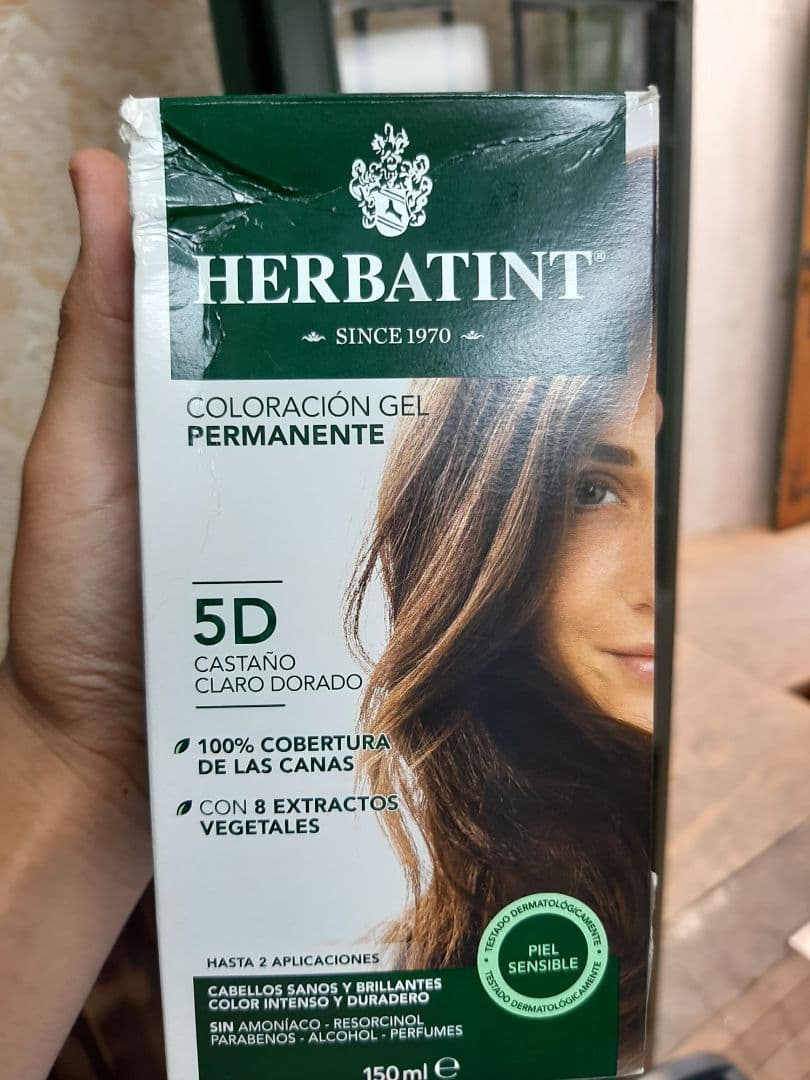 HERBATINT®
SINCE 1970
COLORACIÓN GEL
PERMANENTE
5D
CASTAÑO
CLARO DORADO
100% COBERTURA
DE LAS CANAS
CON 8 EXTRACTOS
VEGETALES
HASTA 2 APLICACIONES
CABELLOS SANOS Y BRILLANTES
COLOR INTENSO Y DURADERO
SIN AMONÍACO - RESORCINOL
PARABENOS - ALCOHOL - PERFUMES
150 ml ℮
TESTADO DERMATOLÓGICAMENTE
PIEL
SENSIBLE
TESTADO DERMATOLÓGICAMENTE